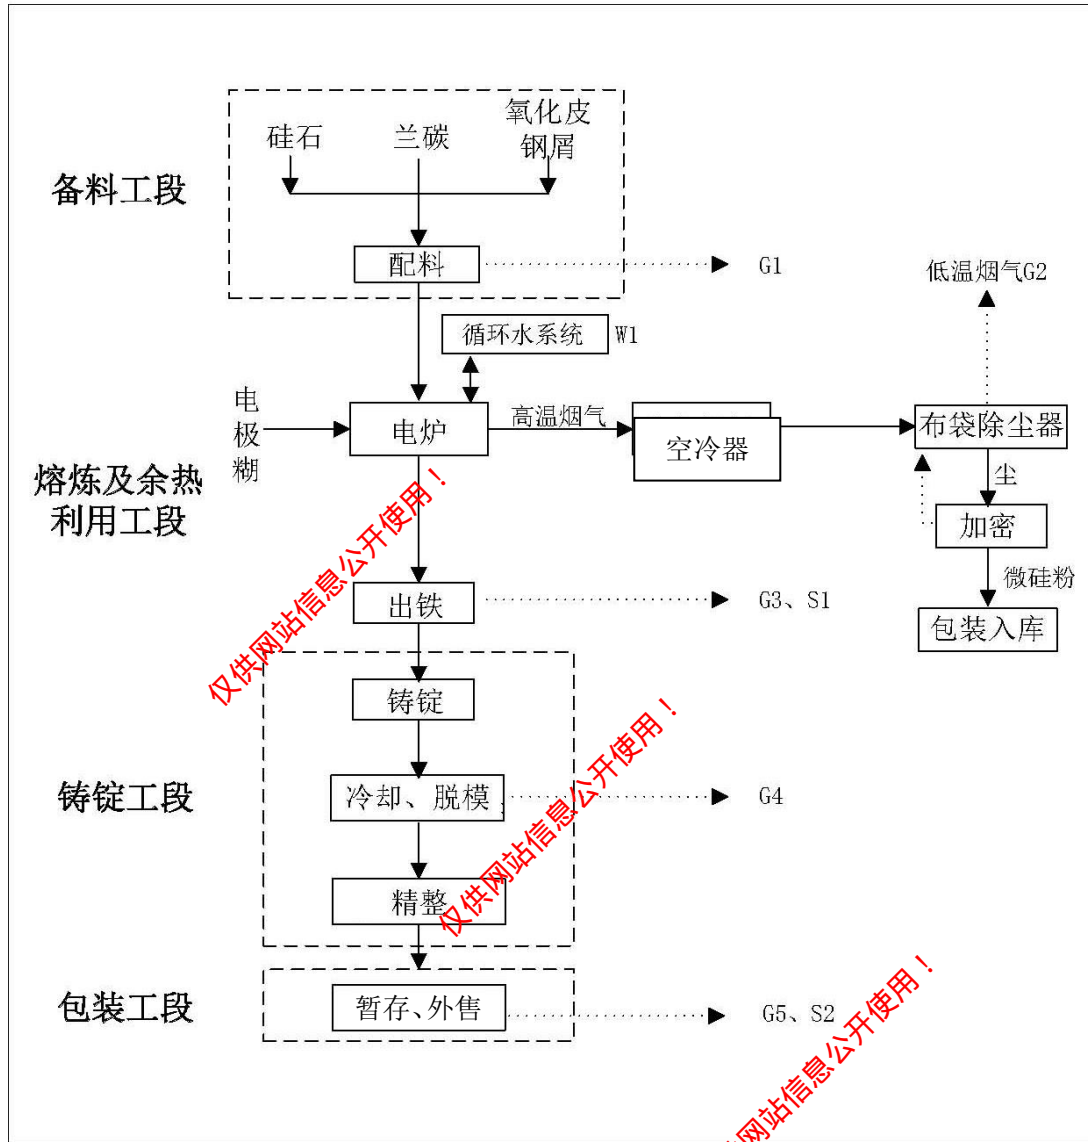 硅石
兰碳
氧化皮
钢屑
备料工段
配料
G1
低温烟气G2
循环水系统
W1
电极糊
电炉
高温烟气
空冷器
布袋除尘器
尘
熔炼及余热
利用工段
加密
微硅粉
出铁
G3、S1
包装入库
仅供网站信息公开使用！
铸锭
铸锭工段
冷却、脱模
G4
仅供网站信息公开使用！
精整
包装工段
暂存、外售
G5、S2
仅供网站信息公开使用！